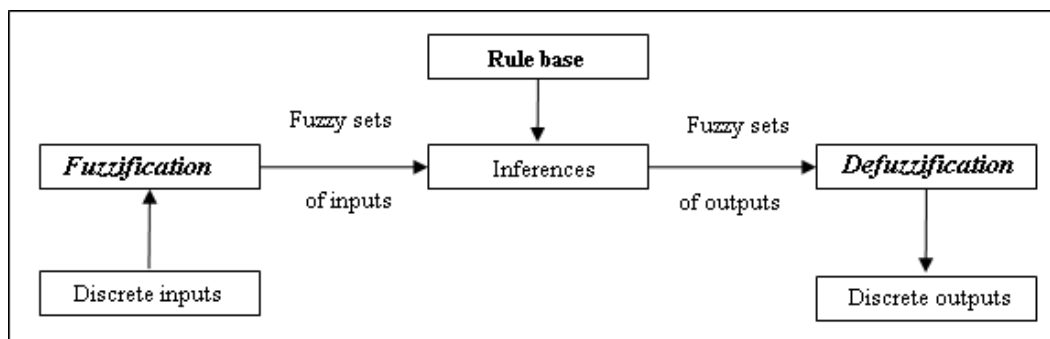 Rule base
Fuzzy sets
Fuzzy sets
Fuzzification
Inferences
Defuzzification
of inputs
of outputs
Discrete inputs
Discrete outputs